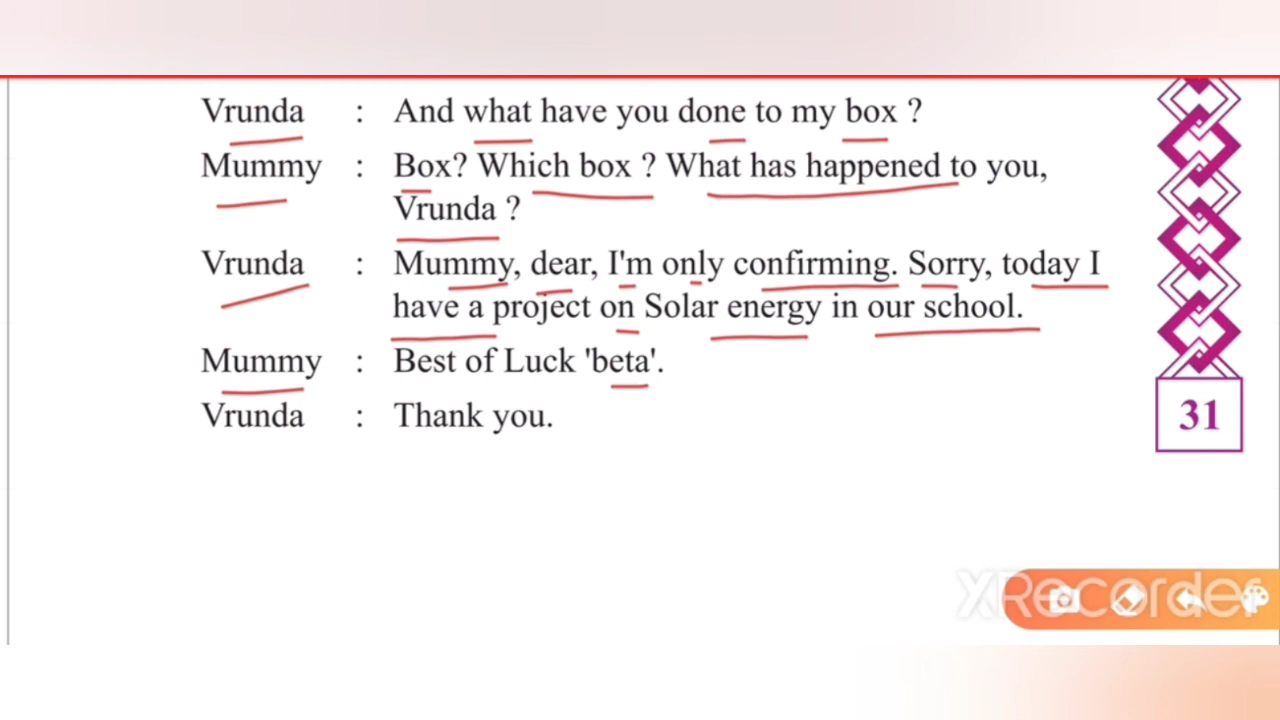 Vrunda : And what have you done to my box ?
Mummy : Box? Which box ? What has happened to you,
Vrunda ?
Vrunda : Mummy, dear, I'm only confirming. Sorry, today I
have a project on Solar energy in our school.
Mummy : Best of Luck 'beta'.
Vrunda : Thank you.
31
XRecorder